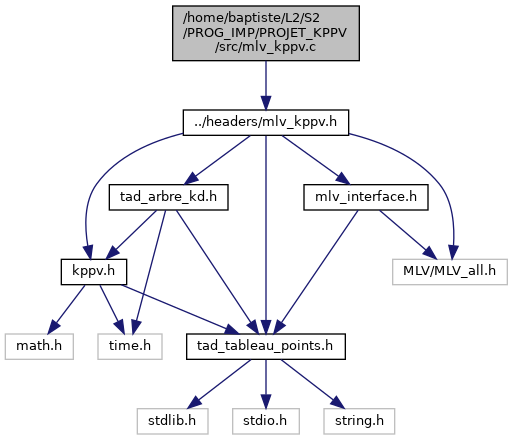 /home/baptiste/L2/S2
/PROG_IMP/PROJET_KPPV
/src/mlv_kppv.c
../headers/mlv_kppv.h
tad_arbre_kd.h
mlv_interface.h
kppv.h
MLV/MLV_all.h
math.h
time.h
tad_tableau_points.h
stdlib.h
stdio.h
string.h